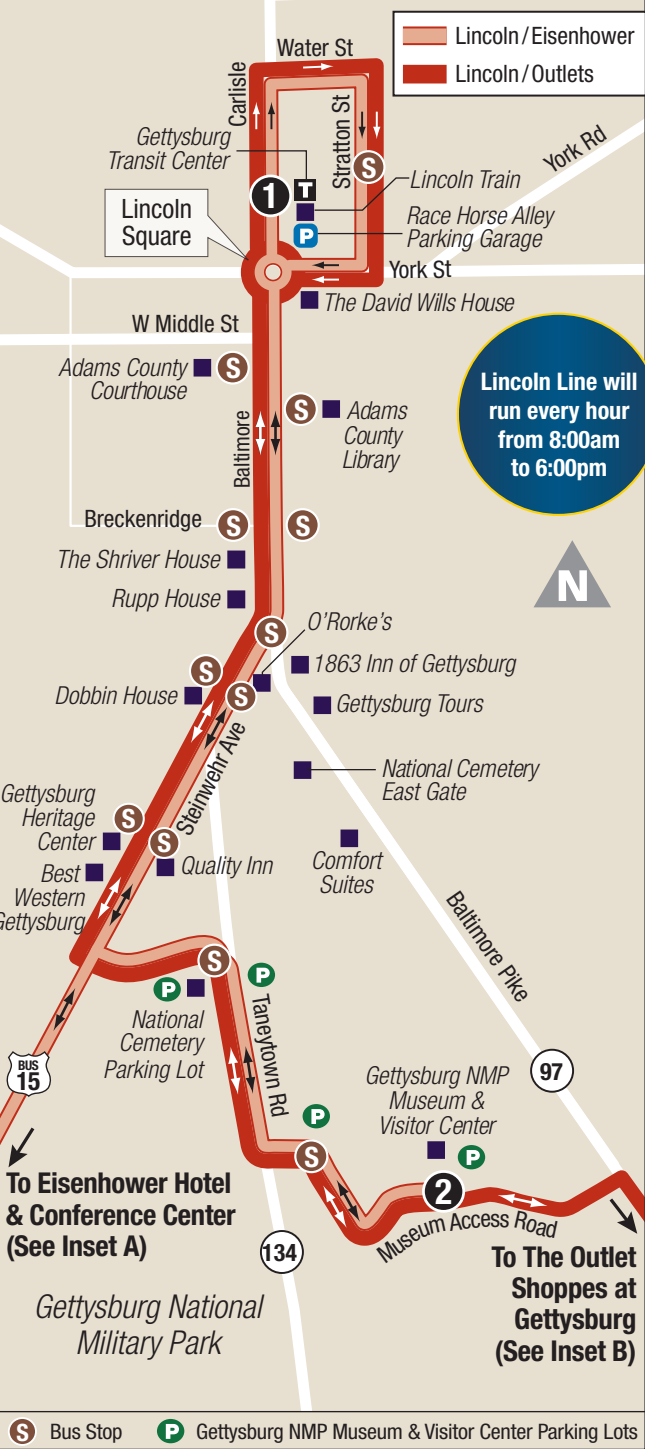 Lincoln/Eisenhower
Lincoln/Outlets
Water St
Carlisle
Stratton St
Gettysburg
Transit Center
T
S
York Rd
1
Lincoln Train
Lincoln
Square
P
Race Horse Alley
Parking Garage
York St
The David Wills House
W Middle St
Adams County
Courthouse
S
Lincoln Line will
run every hour
from 8:00am
to 6:00pm
S
Adams
County
Library
Baltimore
Breckenridge
S
S
The Shriver House
N
Rupp House
O'Rorke's
S
1863 Inn of Gettysburg
S
Dobbin House
S
Gettysburg Tours
Steinwehr Ave
National Cemetery
East Gate
Gettysburg
Heritage
Center
S
S
Quality Inn
Comfort
Suites
Best
Western
Gettysburg
Baltimore Pike
S
P
P
National
Cemetery
Parking Lot
Taneytown Rd
BUS
15
97
Gettysburg NMP
Museum &
Visitor Center
P
P
S
2
Museum Access Road
To Eisenhower Hotel
& Conference Center
(See Inset A)
134
To The Outlet
Shoppes at
Gettysburg
(See Inset B)
Gettysburg National
Military Park
S Bus Stop
P Gettysburg NMP Museum & Visitor Center Parking Lots